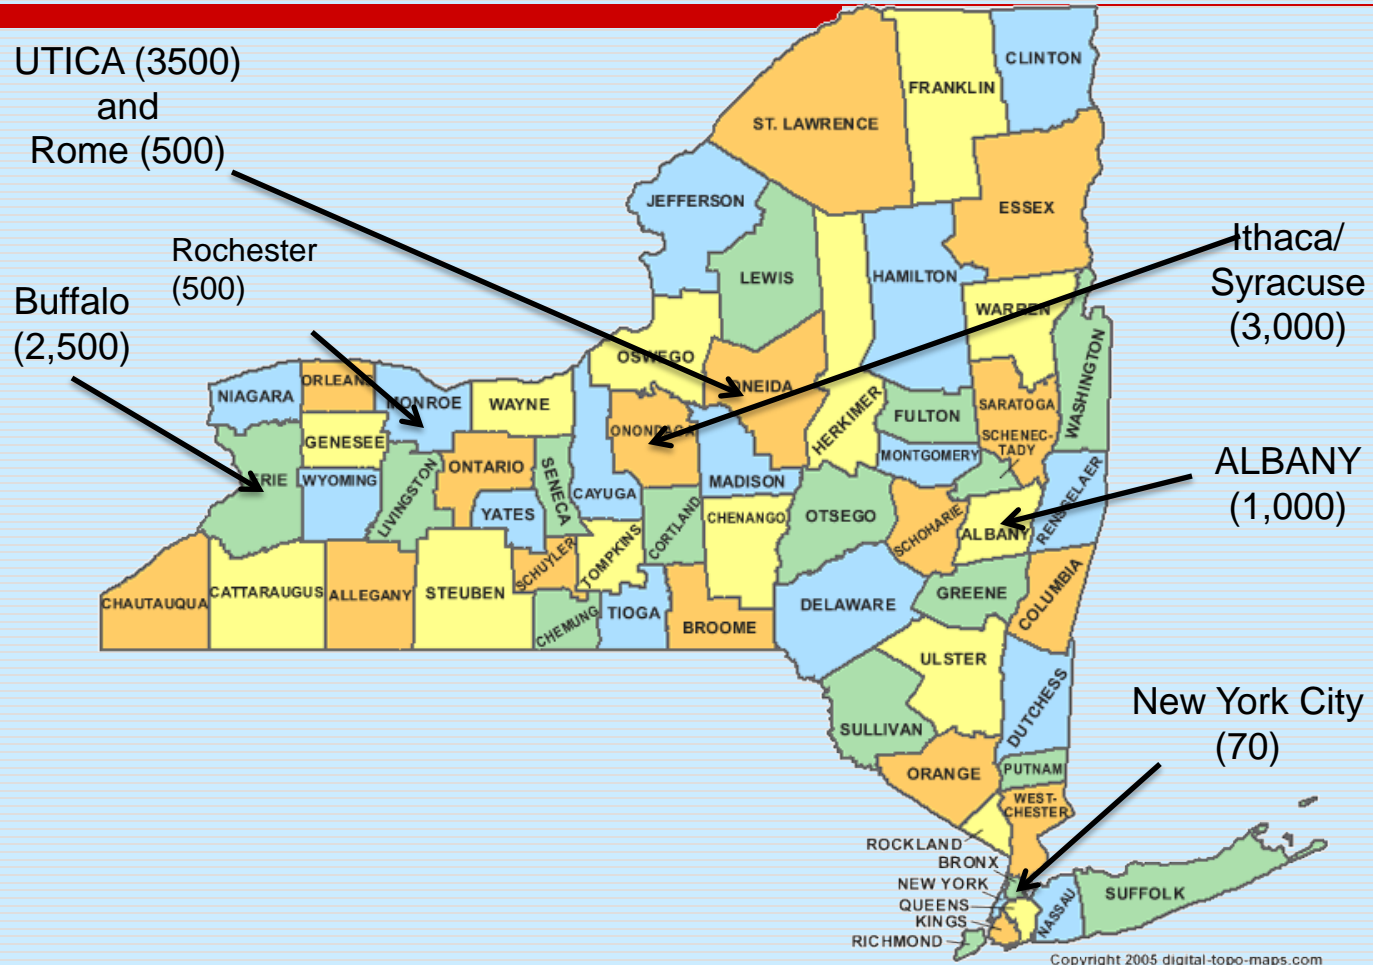 UTICA (3500)
and
Rome (500)
Rochester
(500)
Buffalo
(2,500)
Ithaca/
Syracuse
(3,000)
ALBANY
(1,000)
New York City
(70)
CLINTON
FRANKLIN
ST. LAWRENCE
JEFFERSON
ESSEX
LEWIS
HAMILTON
WARREN
WASHINGTON
OSWEGO
ONEIDA
HERKIMER
FULTON
SARATOGA
NIAGARA
ORLEANS
MONROE
WAYNE
ONONDAGA
GENESEE
SCHENEC-
TADY
MONTGOMERY
ERIE
WYOMING
LIVINGSTON
ONTARIO
SENECA
CAYUGA
MADISON
YATES
CORTLAND
CHENANGO
OTSEGO
SCHOHARIE
ALBANY
RENSSELAER
CHAUTAUQUA
CATTARAUGUS
ALLEGANY
STEUBEN
SCHUYLER
TOMPKINS
CHEMUNG
TIOGA
BROOME
DELAWARE
GREENE
COLUMBIA
ULSTER
SULLIVAN
DUTCHESS
ORANGE
PUTNAM
WEST-
CHESTER
ROCKLAND
BRONX
NEW YORK
QUEENS
KINGS
RICHMOND
NASSAU
SUFFOLK
Copyright 2005 digital-topo-maps.com